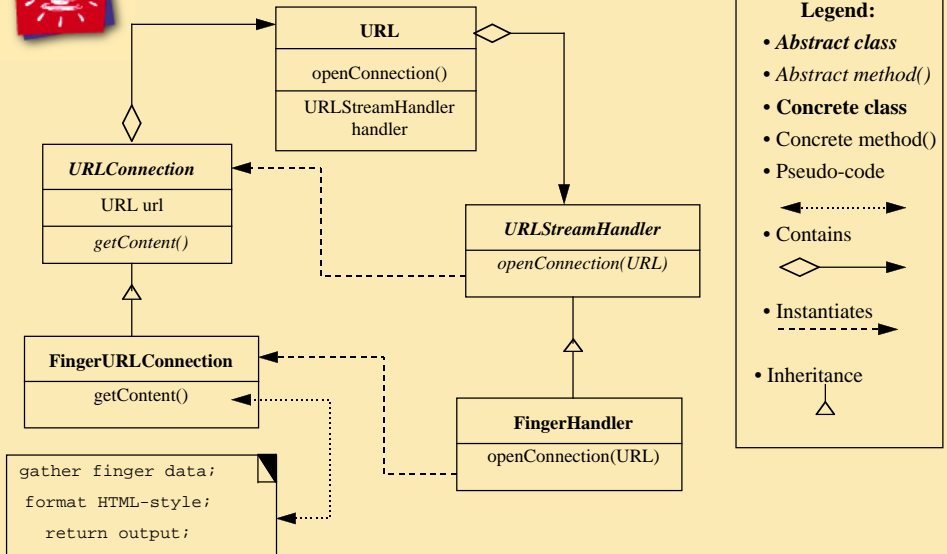 URL
openConnection()
URLStreamHandler
handler
URLConnection
URL url
getContent()
URLStreamHandler
openConnection(URL)
FingerURLConnection
getContent()
FingerHandler
openConnection(URL)
gather finger data;
format HTML-style;
return output;
Legend:
• Abstract class
• Abstract method()
• Concrete class
• Concrete method()
• Pseudo-code
• Contains
• Instantiates
• Inheritance